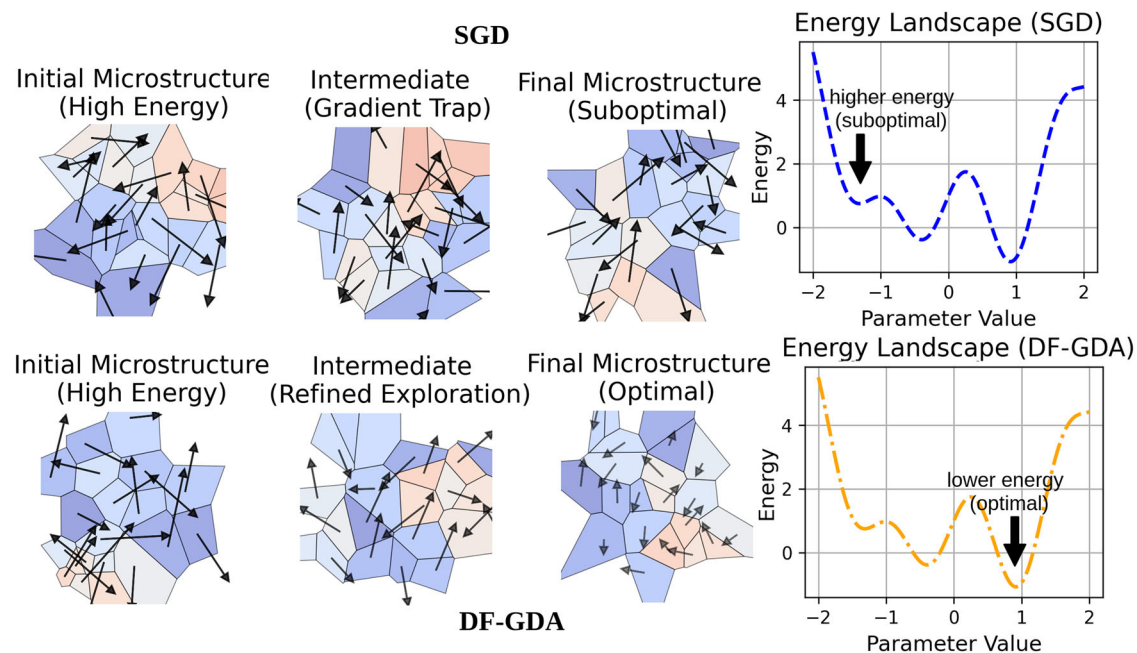 SGD
Initial Microstructure
(High Energy)
Intermediate
(Gradient Trap)
Final Microstructure
(Suboptimal)
Energy Landscape (SGD)
higher energy
(suboptimal)
Energy
4
2
0
−2
−1
0
1
2
Parameter Value
Initial Microstructure
(High Energy)
Intermediate
(Refined Exploration)
Final Microstructure
(Optimal)
Energy Landscape (DF-GDA)
lower energy
(optimal)
Energy
4
2
0
−2
−1
0
1
2
Parameter Value
DF-GDA